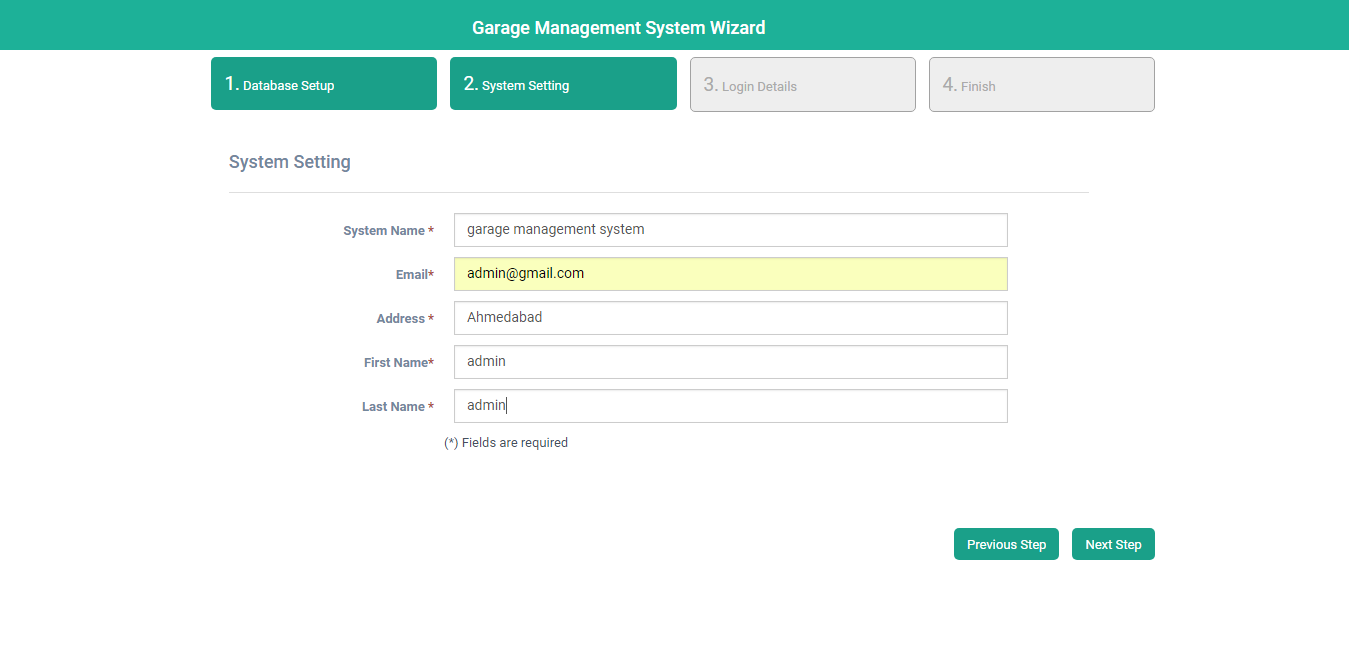 Garage Management System Wizard
1. Database Setup
2. System Setting
3. Login Details
4. Finish
System Setting
System Name * garage management system
Email* admin@gmail.com
Address * Ahmedabad
First Name* admin
Last Name * admin
(*) Fields are required
Previous Step Next Step